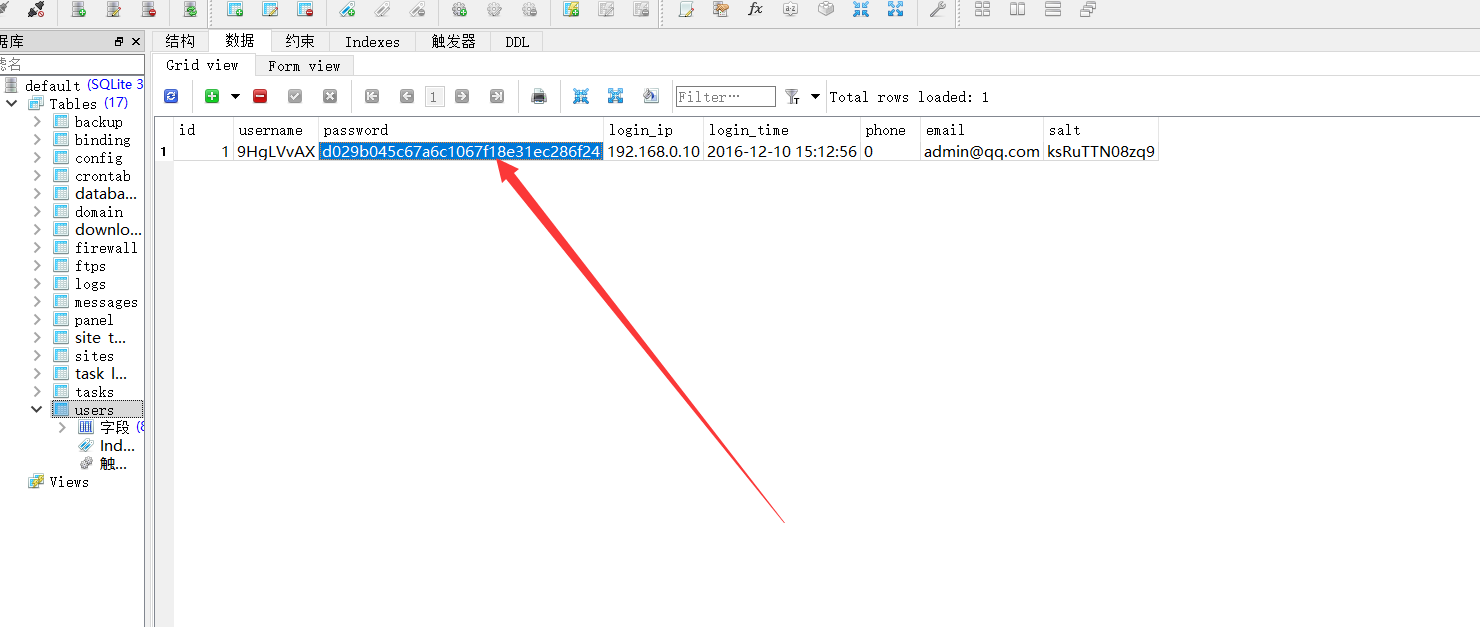 据库
滤名
default (SQLite 3
Tables (17)
backup
binding
config
crontab
databa...
domain
downlo...
firewall
ftps
logs
messages
panel
site t...
sites
task l...
tasks
users
字段 (8
Ind...
触...
Views
结构 数据 约束 Indexes 触发器 DDL
Grid view Form view
1 Filter… Total rows loaded: 1
id username password login_ip login_time phone email salt
1 1 9HgLVvAX d029b045c67a6c1067f18e31ec286f24 192.168.0.10 2016-12-10 15:12:56 0 admin@qq.com ksRuTTN08zq9